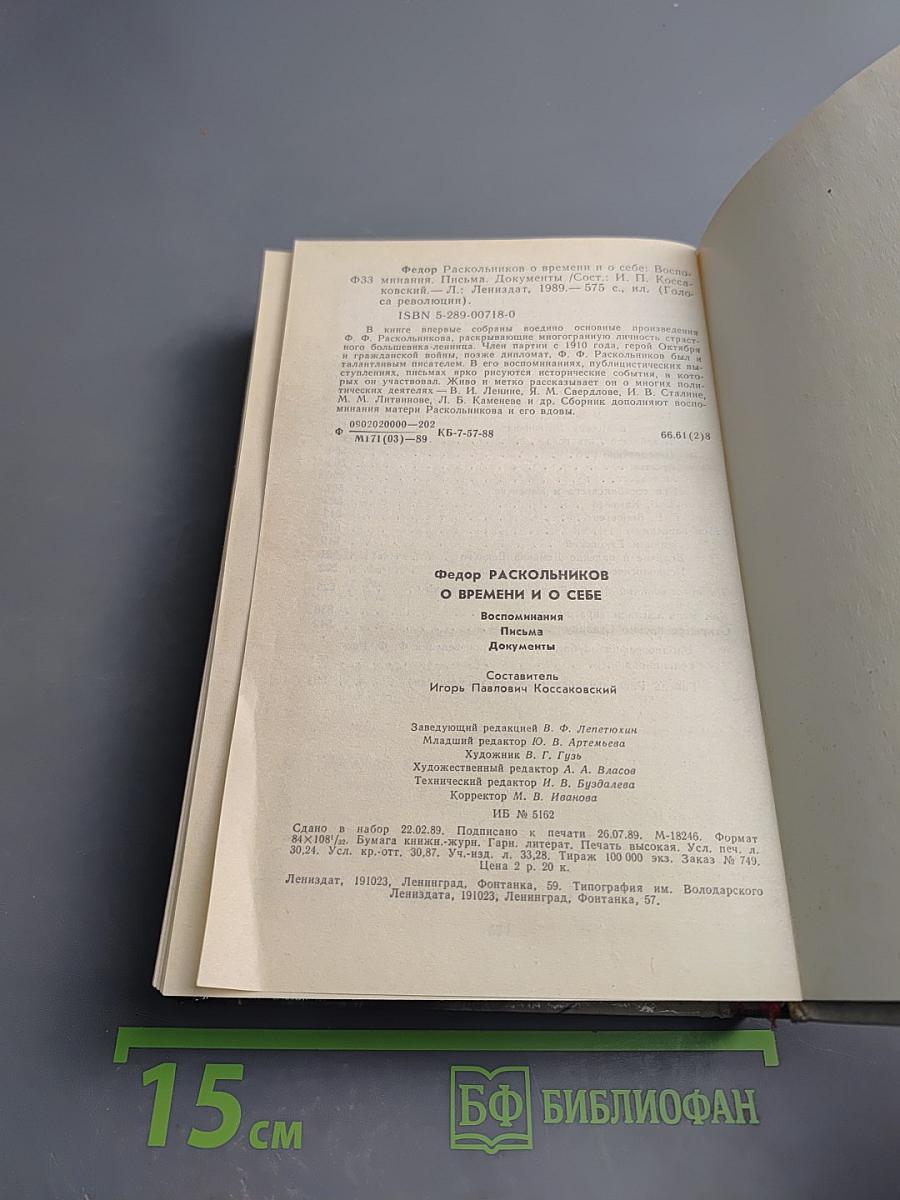 Федор Раскольников о времени и о себе: Воспо-
Ф33 минания. Письма. Документы /Сост.: И. П. Косса-
ковский.— Л.: Лениздат, 1989.— 575 с., ил. (Голо-
са революции).
ISBN 5-289-00718-0
В книге впервые собраны воедино основные произведения
Ф. Ф. Раскольникова, раскрывающие многогранную личность страст-
ного большевика-ленинца. Член партии с 1910 года, герой Октября
и гражданской войны, позже дипломат, Ф. Ф. Раскольников был и
талантливым писателем. В его воспоминаниях, публицистических вы-
ступлениях, письмах ярко рисуются исторические события, в кото-
рых он участвовал. Живо и метко рассказывает он о многих поли-
тических деятелях — В. И. Ленине, Я. М. Свердлове, И. В. Сталине,
М. М. Литвинове, Л. Б. Каменеве и др. Сборник дополняют воспо-
минания матери Раскольникова и его вдовы.
Ф 0902020000—202 / М171(03)—89 КБ-7-57-88 66.61(2)8
Федор РАСКОЛЬНИКОВ
О ВРЕМЕНИ И О СЕБЕ
Воспоминания
Письма
Документы
Составитель
Игорь Павлович Коссаковский
Заведующий редакцией В. Ф. Лепетюхин
Младший редактор Ю. В. Артемьева
Художник В. Г. Гузь
Художественный редактор А. А. Власов
Технический редактор И. В. Буздалева
Корректор М. В. Иванова
ИБ № 5162
Сдано в набор 22.02.89. Подписано к печати 26.07.89. М-18246. Формат
84×108¹/₃₂. Бумага книжн.-журн. Гарн. литерат. Печать высокая. Усл. печ. л.
30,24. Усл. кр.-отт. 30,87. Уч.-изд. л. 33,28. Тираж 100 000 экз. Заказ № 749.
Цена 2 р. 20 к.
Лениздат, 191023, Ленинград, Фонтанка, 59. Типография им. Володарского
Лениздата, 191023, Ленинград, Фонтанка, 57.
15 см
БФ БИБЛИОФАН